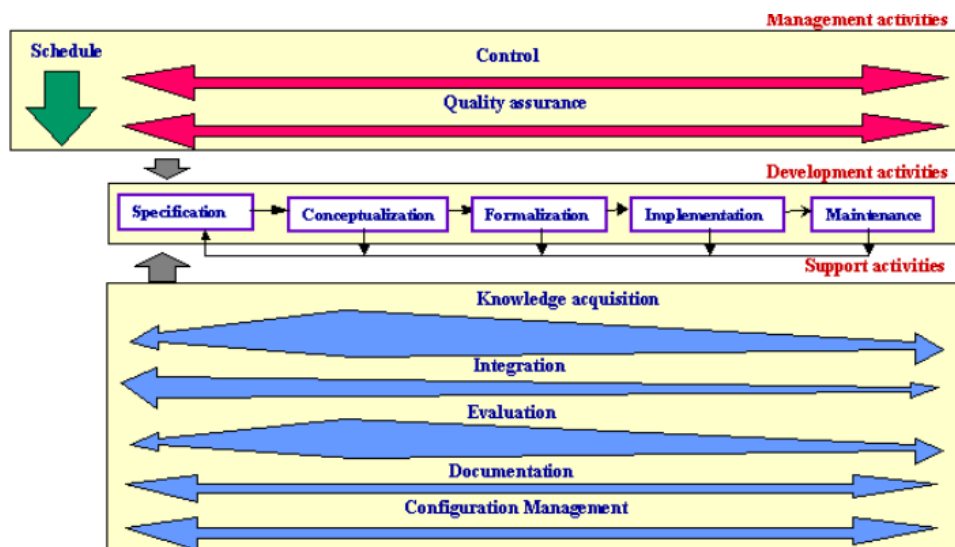 Management activities
Schedule
Control
Quality assurance
Development activities
Specification
Conceptualization
Formalization
Implementation
Maintenance
Support activities
Knowledge acquisition
Integration
Evaluation
Documentation
Configuration Management